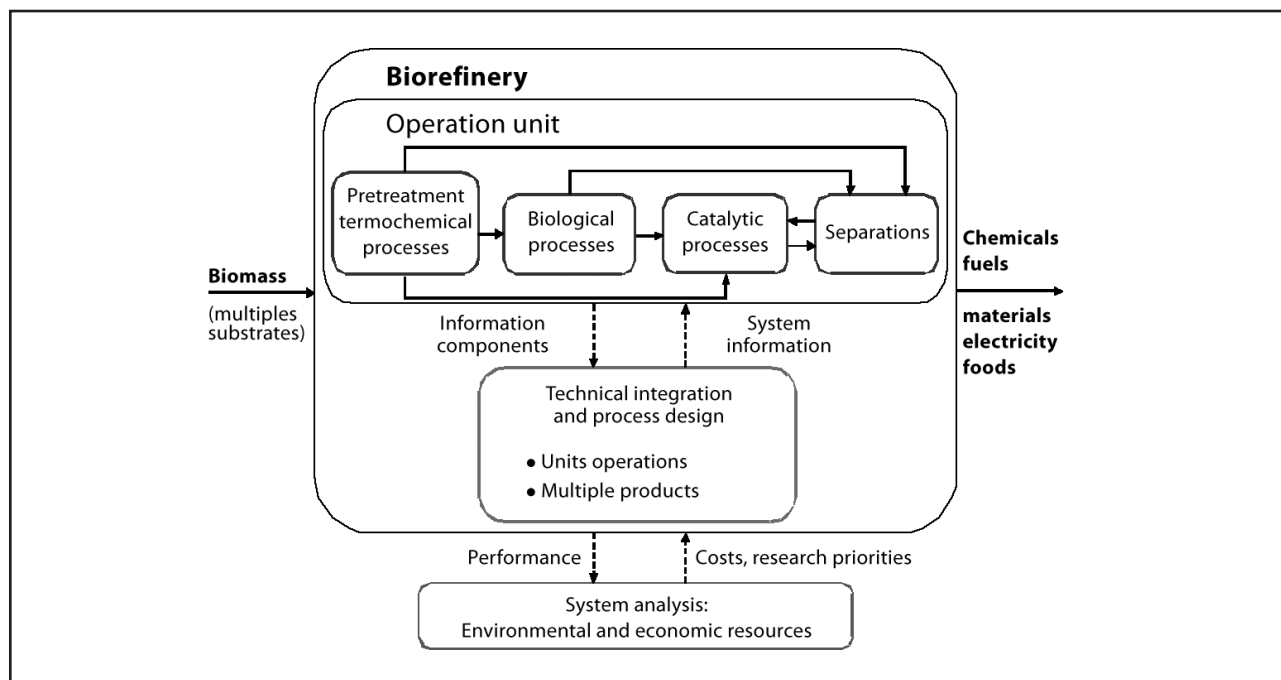 Biorefinery
Operation unit
Pretreatment
termochemical
processes
Biological
processes
Catalytic
processes
Separations
Biomass
(multiples
substrates)
Chemicals
fuels
materials
electricity
foods
Information
components
System
information
Technical integration
and process design
● Units operations
● Multiple products
Performance
Costs, research priorities
System analysis:
Environmental and economic resources